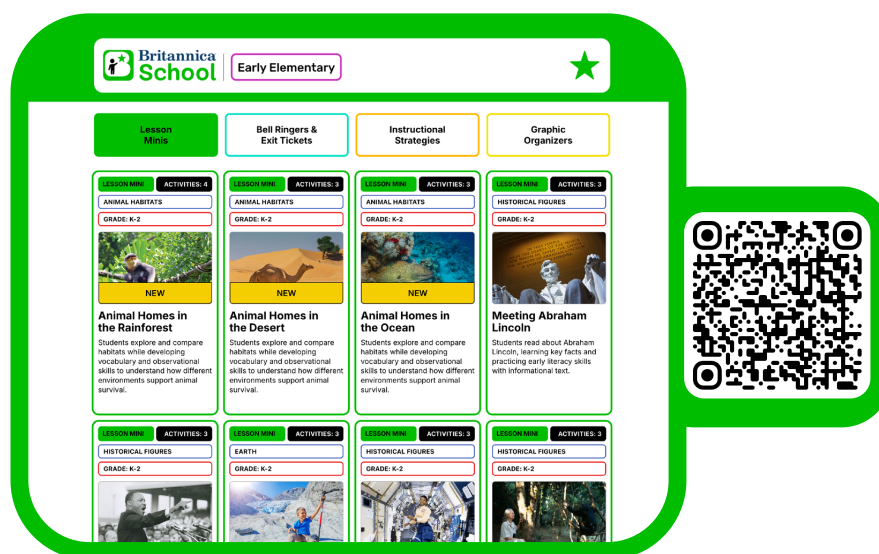 Britannica
School
Early Elementary
Lesson
Minis
Bell Ringers &
Exit Tickets
Instructional
Strategies
Graphic
Organizers
LESSON MINI
ACTIVITIES: 4
ANIMAL HABITATS
GRADE: K-2
NEW
Animal Homes in
the Rainforest
Students explore and compare
habitats while developing
vocabulary and observational
skills to understand how different
environments support animal
survival.
LESSON MINI
ACTIVITIES: 3
ANIMAL HABITATS
GRADE: K-2
NEW
Animal Homes in
the Desert
Students explore and compare
habitats while developing
vocabulary and observational
skills to understand how different
environments support animal
survival.
LESSON MINI
ACTIVITIES: 3
ANIMAL HABITATS
GRADE: K-2
NEW
Animal Homes in
the Ocean
Students explore and compare
habitats while developing
vocabulary and observational
skills to understand how different
environments support animal
survival.
LESSON MINI
ACTIVITIES: 3
HISTORICAL FIGURES
GRADE: K-2
Meeting Abraham
Lincoln
Students read about Abraham
Lincoln, learning key facts and
practicing early literacy skills
with informational text.
LESSON MINI
ACTIVITIES: 3
HISTORICAL FIGURES
GRADE: K-2
LESSON MINI
ACTIVITIES: 3
EARTH
GRADE: K-2
LESSON MINI
ACTIVITIES: 3
HISTORICAL FIGURES
GRADE: K-2
LESSON MINI
ACTIVITIES: 3
HISTORICAL FIGURES
GRADE: K-2